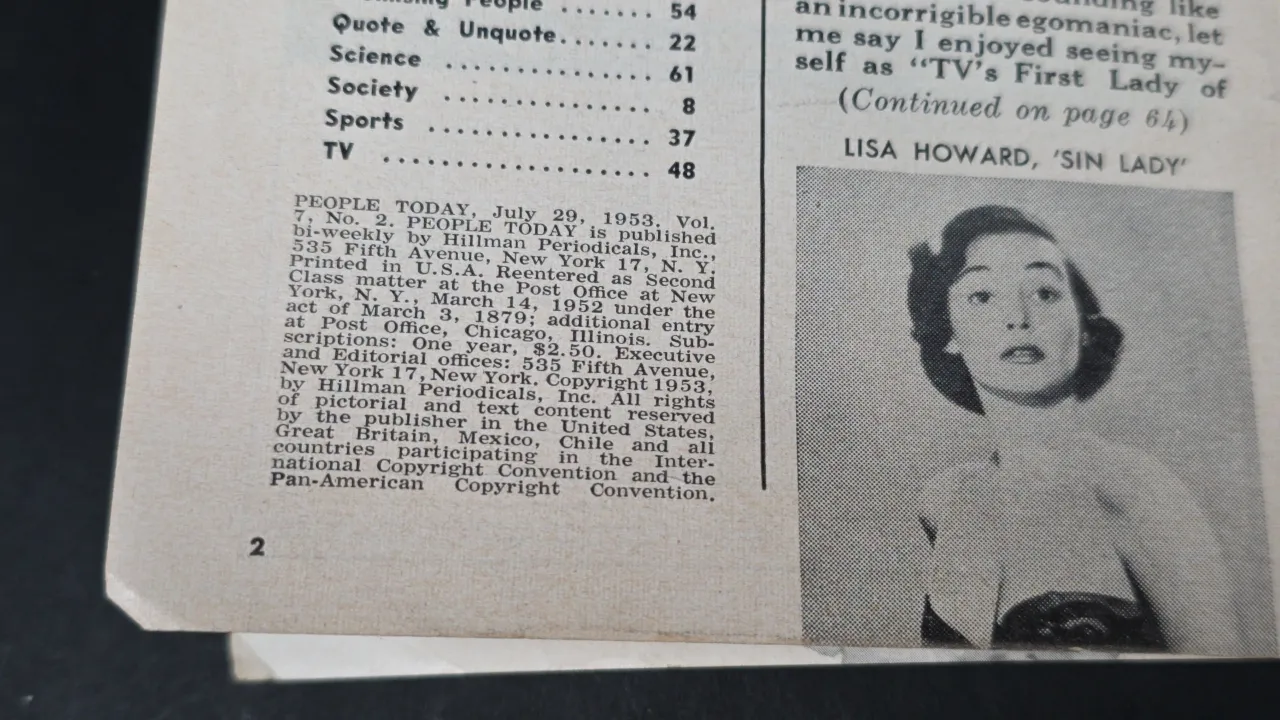 People ....... 54
Quote & Unquote....... 22
Science ............... 61
Society ............... 8
Sports ................ 37
TV .................... 48
PEOPLE TODAY, July 29, 1953. Vol.
7, No. 2. PEOPLE TODAY is published
bi-weekly by Hillman Periodicals, Inc.,
535 Fifth Avenue, New York 17, N. Y.
Printed in U.S.A. Reentered as Second
Class matter at the Post Office at New
York, N. Y., March 14, 1952 under the
act of March 3, 1879; additional entry
at Post Office, Chicago, Illinois. Sub-
scriptions: One year, $2.50. Executive
and Editorial offices: 535 Fifth Avenue,
New York 17, New York. Copyright 1953,
by Hillman Periodicals, Inc. All rights
of pictorial and text content reserved
by the publisher in the United States,
Great Britain, Mexico, Chile and all
countries participating in the Inter-
national Copyright Convention and the
Pan-American Copyright Convention.
2
like
an incorrigible egomaniac, let
me say I enjoyed seeing my-
self as “TV's First Lady of
(Continued on page 64)
LISA HOWARD, 'SIN LADY'